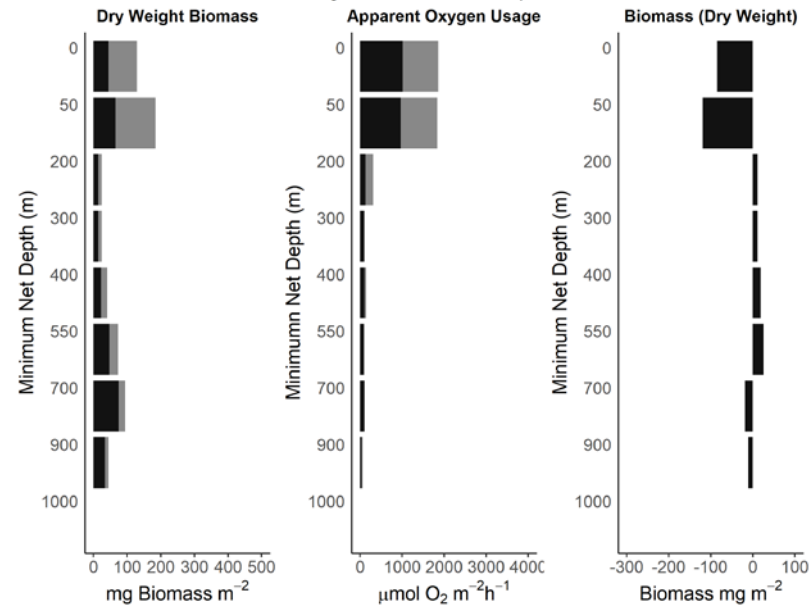 Dry Weight Biomass
0
50
200
300
400
550
700
900
1000
Minimum Net Depth (m)
0 100 200 300 400 500
mg Biomass m⁻²
Apparent Oxygen Usage
0
50
200
300
400
550
700
900
1000
Minimumn Net Depth (m)
0 1000 2000 3000 400
μmol O₂ m⁻²h⁻¹
Biomass (Dry Weight)
0
50
200
300
400
550
700
900
1000
Minimum Net Depth (m)
-300 -200 -100 0 100
Biomass mg m⁻²